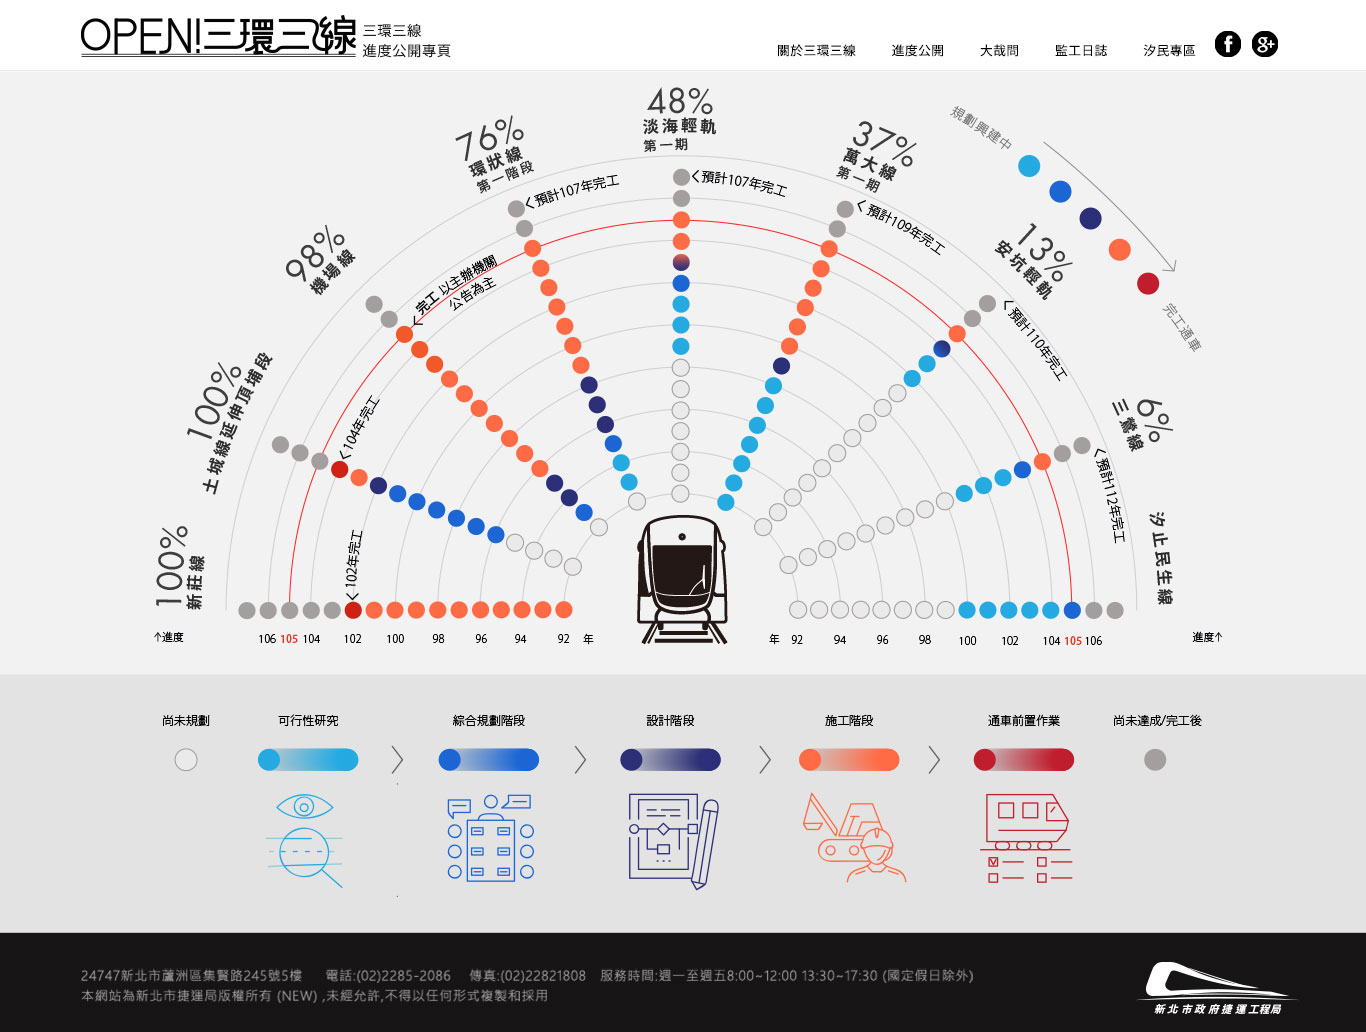 OPEN!三環三線
三環三線
進度公開專頁
關於三環三線
進度公開
大哉問
監工日誌
汐民專區
f
g+
48%
淡海輕軌
第一期
76%
環狀線
第一階段
37%
萬大線
第一期
規劃興建中
完工通車
98%
機場線
13%
安坑輕軌
100%
土城線延伸頂埔段
6%
三鶯線
100%
新莊線
汐止民生線
預計107年完工
預計107年完工
預計109年完工
預計110年完工
預計112年完工
完工 以主辦機關
公告為主
104年完工
102年完工
↑進度
106 105 104 102 100 98 96 94 92 年
年 92 94 96 98 100 102 104 105 106
進度↑
尚未規劃
可行性研究
綜合規劃階段
設計階段
施工階段
通車前置作業
尚未達成/完工後
24747新北市蘆洲區集賢路245號5樓 電話:(02)2285-2086 傳真:(02)22821808 服務時間:週一至週五8:00~12:00 13:30~17:30 (國定假日除外)
本網站為新北市捷運局版權所有 (NEW) ,未經允許,不得以任何形式複製和採用
新北市政府捷運工程局